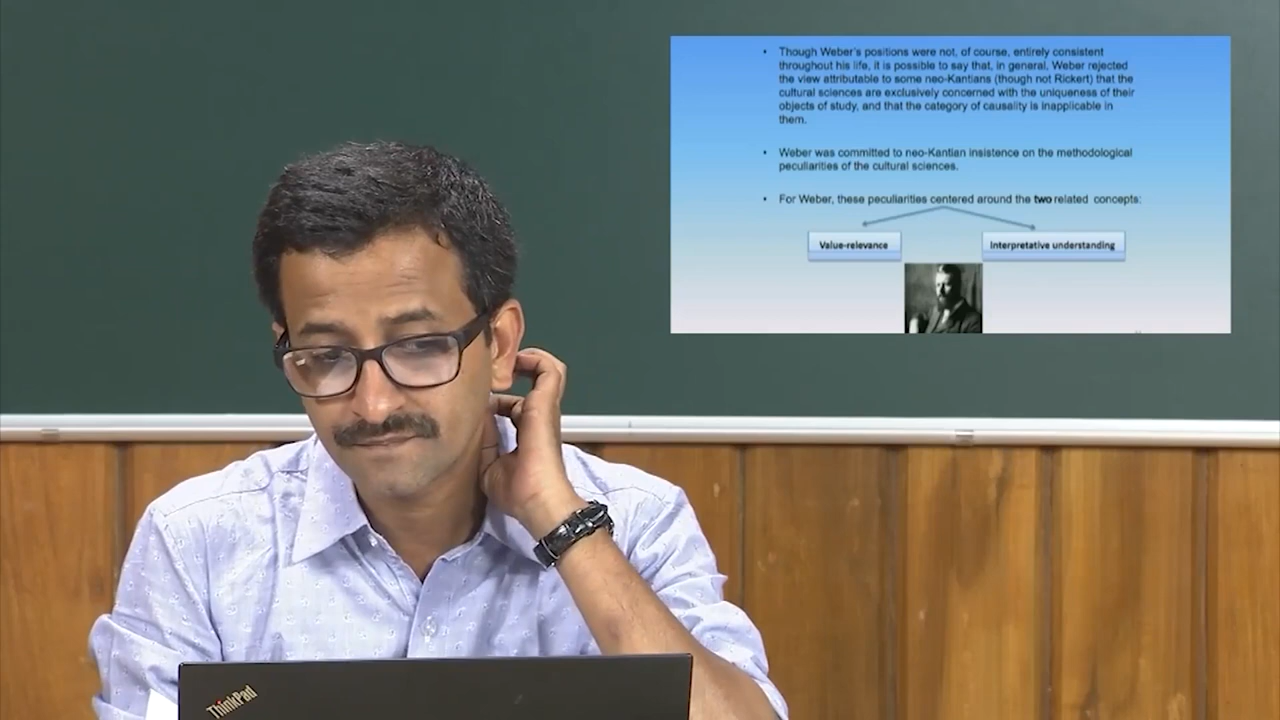 • Though Weber's positions were not, of course, entirely consistent
throughout his life, it is possible to say that, in general, Weber rejected
the view attributable to some neo-Kantians (though not Rickert) that the
cultural sciences are exclusively concerned with the uniqueness of their
objects of study, and that the category of causality is inapplicable in
them.
• Weber was committed to neo-Kantian insistence on the methodological
peculiarities of the cultural sciences.
• For Weber, these peculiarities centered around the two related concepts:
Value-relevance
Interpretative understanding
ThinkPad